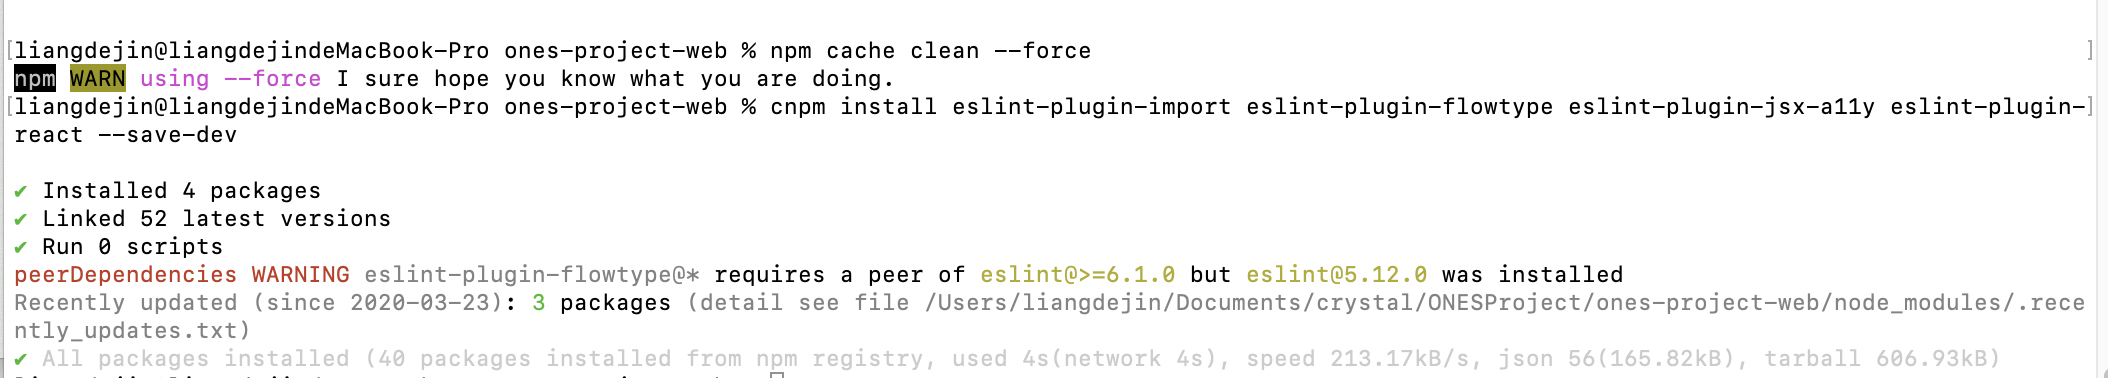 [liangdejin@liangdejindeMacBook-Pro ones-project-web % npm cache clean --force ]
npm WARN using --force I sure hope you know what you are doing.
[liangdejin@liangdejindeMacBook-Pro ones-project-web % cnpm install eslint-plugin-import eslint-plugin-flowtype eslint-plugin-jsx-a11y eslint-plugin-]
react --save-dev
✔ Installed 4 packages
✔ Linked 52 latest versions
✔ Run 0 scripts
peerDependencies WARNING eslint-plugin-flowtype@* requires a peer of eslint@>=6.1.0 but eslint@5.12.0 was installed
Recently updated (since 2020-03-23): 3 packages (detail see file /Users/liangdejin/Documents/crystal/ONESProject/ones-project-web/node_modules/.rece
ntly_updates.txt)
✔ All packages installed (40 packages installed from npm registry, used 4s(network 4s), speed 213.17kB/s, json 56(165.82kB), tarball 606.93kB)